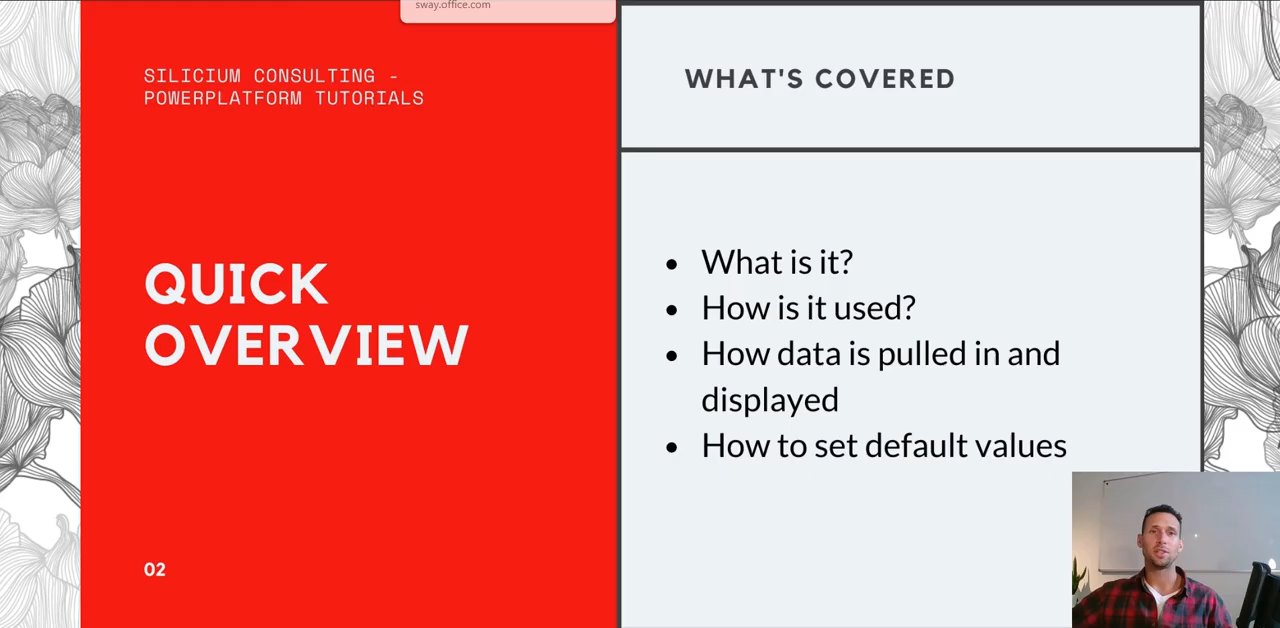 sway.office.com
SILICIUM CONSULTING -
POWERPLATFORM TUTORIALS
QUICK
OVERVIEW
02
WHAT'S COVERED
• What is it?
• How is it used?
• How data is pulled in and
displayed
• How to set default values